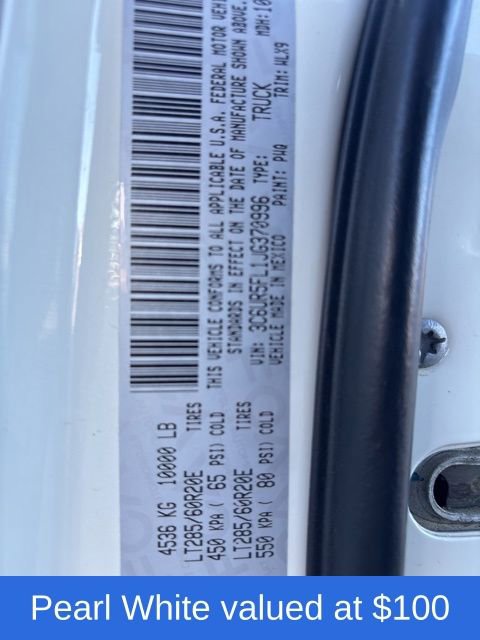 4536 KG 10000 LB
LT285/60R20E TIRES
450 KPA ( 65 PSI) COLD
LT285/60R20E TIRES
550 KPA ( 80 PSI) COLD
THIS VEHICLE CONFORMS TO ALL APPLICABLE U.S.A. FEDERAL MOTOR VEHI
STANDARDS IN EFFECT ON THE DATE OF MANUFACTURE SHOWN ABOVE.
VIN: 3C6UR5FL1JG370996 TYPE: TRUCK MDH: 10
VEHICLE MADE IN MEXICO PAINT: PWQ TRIM: WLX9
Pearl White valued at $100